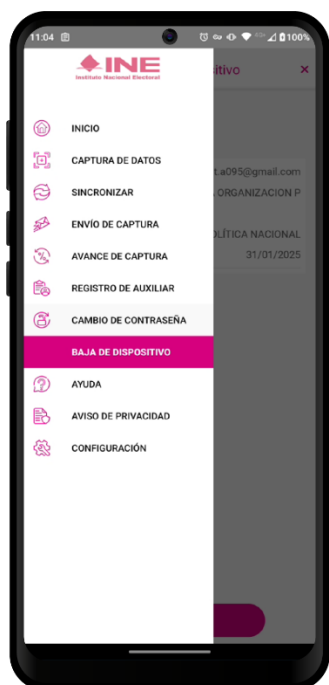 11:04
100%
INE
Instituto Nacional Electoral
itivo ×
INICIO
CAPTURA DE DATOS
t.a095@gmail.com
SINCRONIZAR
ORGANIZACION P
ENVÍO DE CAPTURA
OLÍTICA NACIONAL
AVANCE DE CAPTURA
31/01/2025
REGISTRO DE AUXILIAR
CAMBIO DE CONTRASEÑA
BAJA DE DISPOSITIVO
AYUDA
AVISO DE PRIVACIDAD
CONFIGURACIÓN